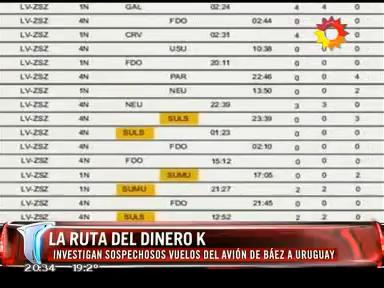 LV-ZSZ 1N GAL 02:24 4 4 0
LV-ZSZ 4N FDO 02:44 0 0
LV-ZSZ 1N CRV 02:31 4
LV-ZSZ 4N USU 10:38 0 0 0
LV-ZSZ 1N FDO 20:11 0 0
LV-ZSZ 4N PAR 22:46 0 0 4
LV-ZSZ 1N NEU 13:50 0 0 2
LV-ZSZ 4N NEU 22:39 3 3 0
LV-ZSZ 4N SULS 23:39 0 0 3
LV-ZSZ 4N SULS 01:23 0 0 0
LV-ZSZ 4N FDO 02:10 0 0 0
LV-ZSZ 4N FDO 15:12 0 0 0
LV-ZSZ 1N SUMU 17:05 0 0 2
LV-ZSZ 1N SUMU 21:27 2 2 0
LV-ZSZ 4N FDO 21:45 0 0
LV-ZSZ 4N SULS 12:52 2 2 0
LA RUTA DEL DINERO K
INVESTIGAN SOSPECHOSOS VUELOS DEL AVIÓN DE BÁEZ A URUGUAY
20:34 19:2°